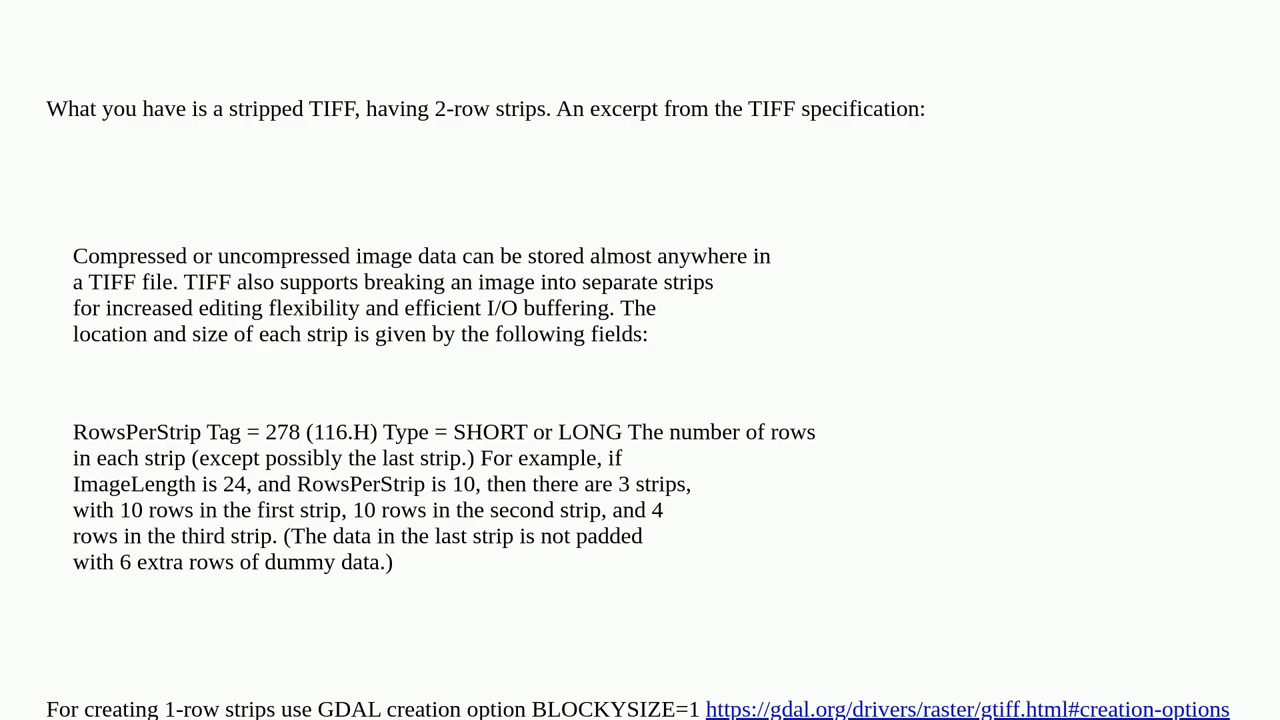 What you have is a stripped TIFF, having 2-row strips. An excerpt from the TIFF specification:
Compressed or uncompressed image data can be stored almost anywhere in
a TIFF file. TIFF also supports breaking an image into separate strips
for increased editing flexibility and efficient I/O buffering. The
location and size of each strip is given by the following fields:
RowsPerStrip Tag = 278 (116.H) Type = SHORT or LONG The number of rows
in each strip (except possibly the last strip.) For example, if
ImageLength is 24, and RowsPerStrip is 10, then there are 3 strips,
with 10 rows in the first strip, 10 rows in the second strip, and 4
rows in the third strip. (The data in the last strip is not padded
with 6 extra rows of dummy data.)
For creating 1-row strips use GDAL creation option BLOCKYSIZE=1 https://gdal.org/drivers/raster/gtiff.html#creation-options